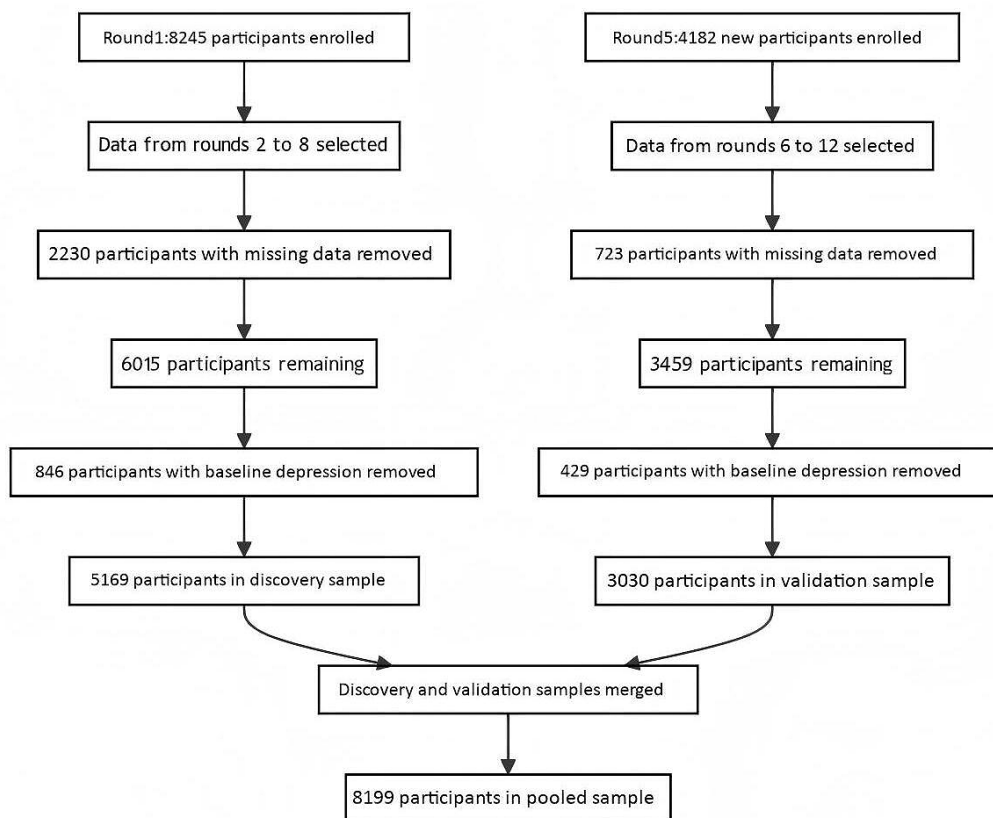 Round1:8245 participants enrolled
Data from rounds 2 to 8 selected
2230 participants with missing data removed
6015 participants remaining
846 participants with baseline depression removed
5169 participants in discovery sample
Round5:4182 new participants enrolled
Data from rounds 6 to 12 selected
723 participants with missing data removed
3459 participants remaining
429 participants with baseline depression removed
3030 participants in validation sample
Discovery and validation samples merged
8199 participants in pooled sample